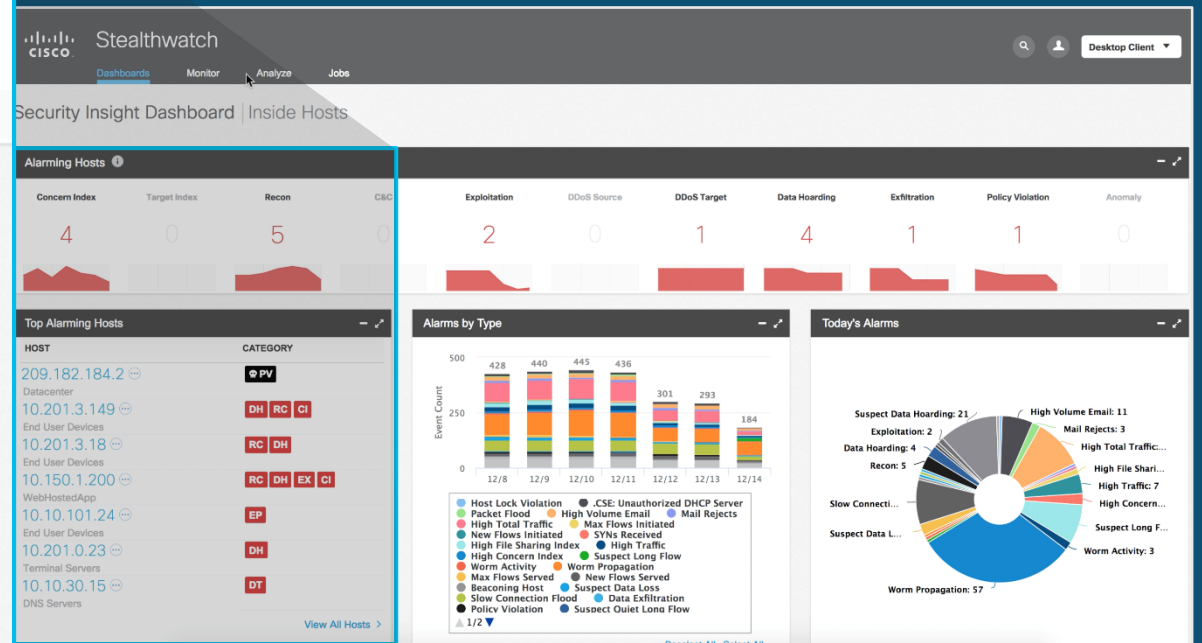 CISCO Stealthwatch
Desktop Client
Dashboards Monitor Analyze Jobs
Security Insight Dashboard | Inside Hosts
Alarming Hosts
Concern Index Target Index Recon C&C Exploitation DDoS Source DDoS Target Data Hoarding Exfiltration Policy Violation Anomaly
4 0 5 0 2 0 1 4 1 1 0
Top Alarming Hosts
HOST CATEGORY
209.182.184.2 PV
Datacenter
10.201.3.149 DH RC CI
End User Devices
10.201.3.18 RC DH
End User Devices
10.150.1.200 RC DH EX CI
WebHostedApp
10.10.101.24 EP
End User Devices
10.201.0.23 DH
Terminal Servers
10.10.30.15 DT
DNS Servers
View All Hosts >
Alarms by Type
Event Count
500
250
0
428 440 445 436 301 293 184
12/8 12/9 12/10 12/11 12/12 12/13 12/14
Host Lock Violation .CSE: Unauthorized DHCP Server
Packet Flood High Volume Email Mail Rejects
High Total Traffic Max Flows Initiated
New Flows Initiated SYNs Received
High File Sharing Index High Traffic
High Concern Index Suspect Long Flow
Worm Activity Worm Propagation
Max Flows Served New Flows Served
Beaconing Host Suspect Data Loss
Slow Connection Flood Data Exfiltration
Policy Violation Suspect Quiet Long Flow
1/2
Today's Alarms
Suspect Data Hoarding: 21
Exploitation: 2
Data Hoarding: 4
Recon: 5
Slow Connecti...
Suspect Data L...
Worm Propagation: 57
High Volume Email: 11
Mail Rejects: 3
High Total Traffic:...
High File Shari...
High Traffic: 7
High Concern...
Suspect Long F...
Worm Activity: 3